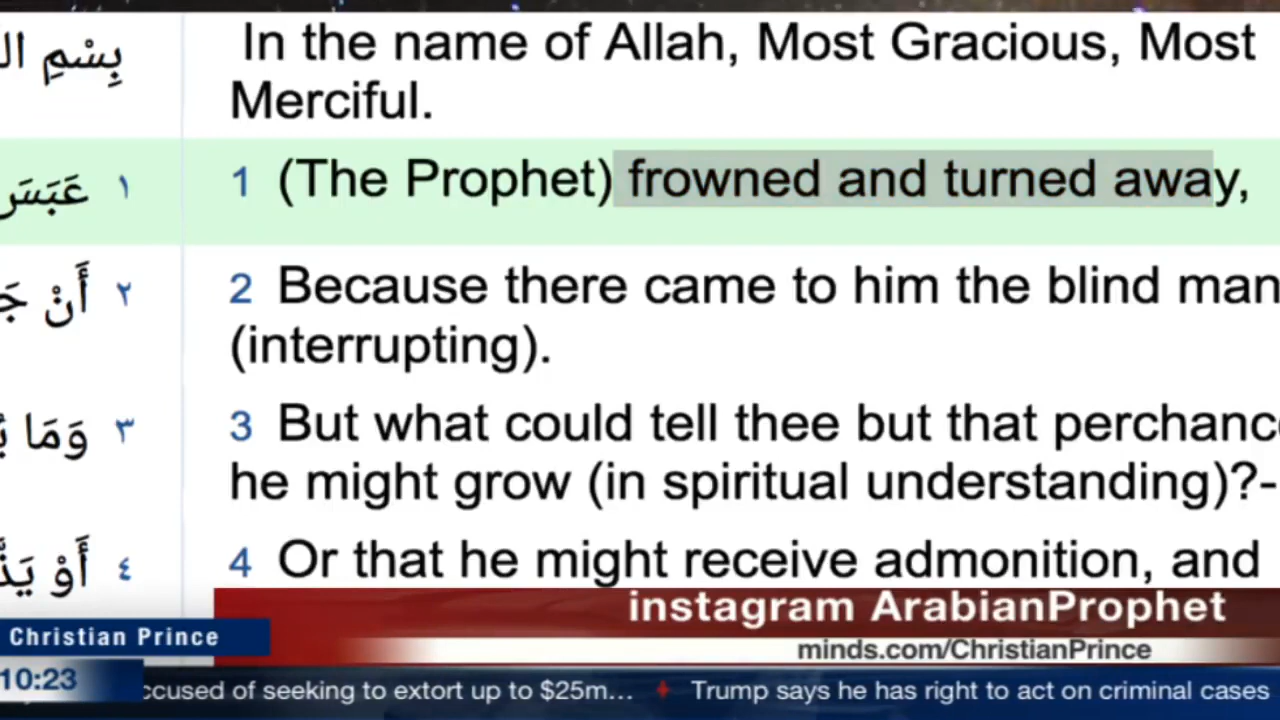 بِسْمِ
In the name of Allah, Most Gracious, Most
Merciful.
١ عَبَسَ
1 (The Prophet) frowned and turned away,
٢ أَنْ
2 Because there came to him the blind man
(interrupting).
٣ وَمَا
3 But what could tell thee but that perchance
he might grow (in spiritual understanding)?-
٤ أَوْ
4 Or that he might receive admonition, and
instagram ArabianProphet
Christian Prince
minds.com/ChristianPrince
10:23
ccused of seeking to extort up to $25m... Trump says he has right to act on criminal cases